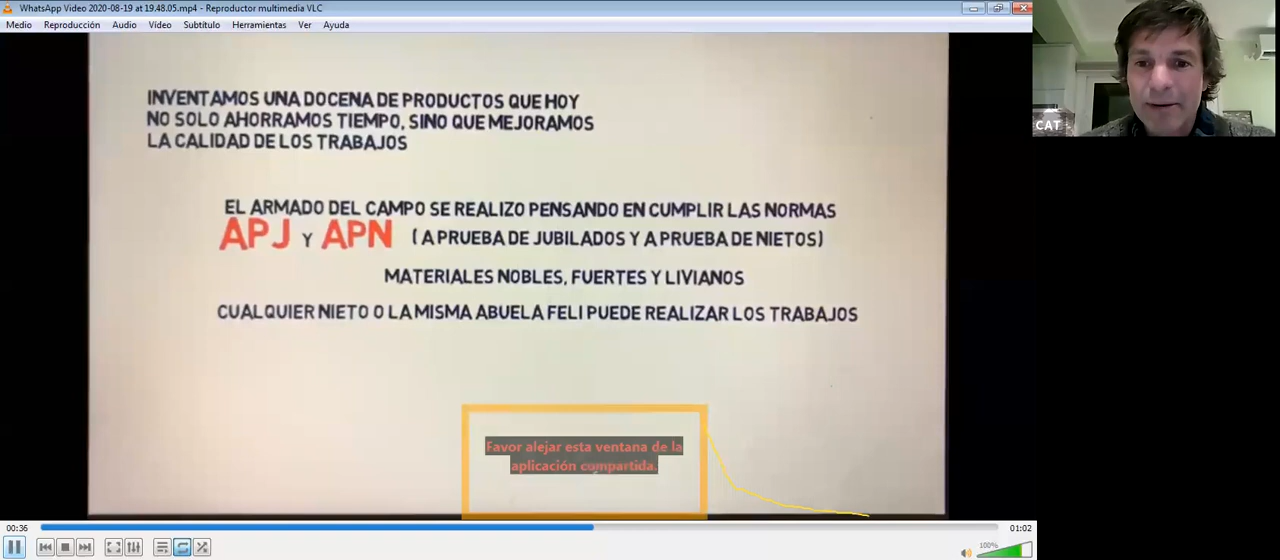 WhatsApp Video 2020-08-19 at 19.48.05.mp4 - Reproductor multimedia VLC
Medio Reproducción Audio Vídeo Subtítulo Herramientas Ver Ayuda
INVENTAMOS UNA DOCENA DE PRODUCTOS QUE HOY
NO SOLO AHORRAMOS TIEMPO, SINO QUE MEJORAMOS
LA CALIDAD DE LOS TRABAJOS
EL ARMADO DEL CAMPO SE REALIZO PENSANDO EN CUMPLIR LAS NORMAS
APJ Y APN (A PRUEBA DE JUBILADOS Y A PRUEBA DE NIETOS)
MATERIALES NOBLES, FUERTES Y LIVIANOS
CUALQUIER NIETO O LA MISMA ABUELA FELI PUEDE REALIZAR LOS TRABAJOS
Favor alejar esta ventana de la
aplicación compartida.
CAT
00:36
01:02
100%